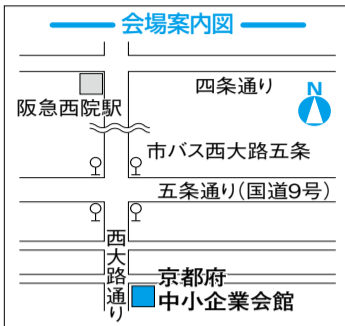 会場案内図
四条通り
N
阪急西院駅
市バス西大路五条
五条通り(国道9号)
西大路通り
京都府
中小企業会館